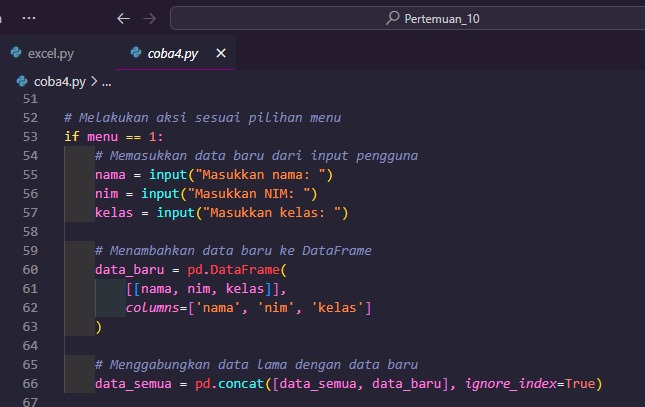 ...
Pertemuan_10
excel.py
coba4.py
coba4.py > ...
51
52 # Melakukan aksi sesuai pilihan menu
53 if menu == 1:
54     # Memasukkan data baru dari input pengguna
55     nama = input("Masukkan nama: ")
56     nim = input("Masukkan NIM: ")
57     kelas = input("Masukkan kelas: ")
58
59     # Menambahkan data baru ke DataFrame
60     data_baru = pd.DataFrame(
61         [[nama, nim, kelas]],
62         columns=['nama', 'nim', 'kelas']
63     )
64
65     # Menggabungkan data lama dengan data baru
66     data_semua = pd.concat([data_semua, data_baru], ignore_index=True)
67